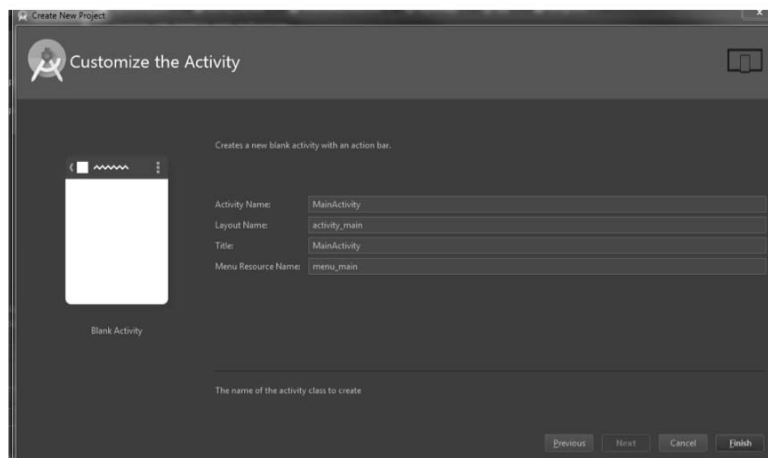 Create New Project
Customize the Activity
Creates a new blank activity with an action bar.
Activity Name: MainActivity
Layout Name: activity_main
Title: MainActivity
Menu Resource Name: menu_main
Blank Activity
The name of the activity class to create
Previous Next Cancel Finish